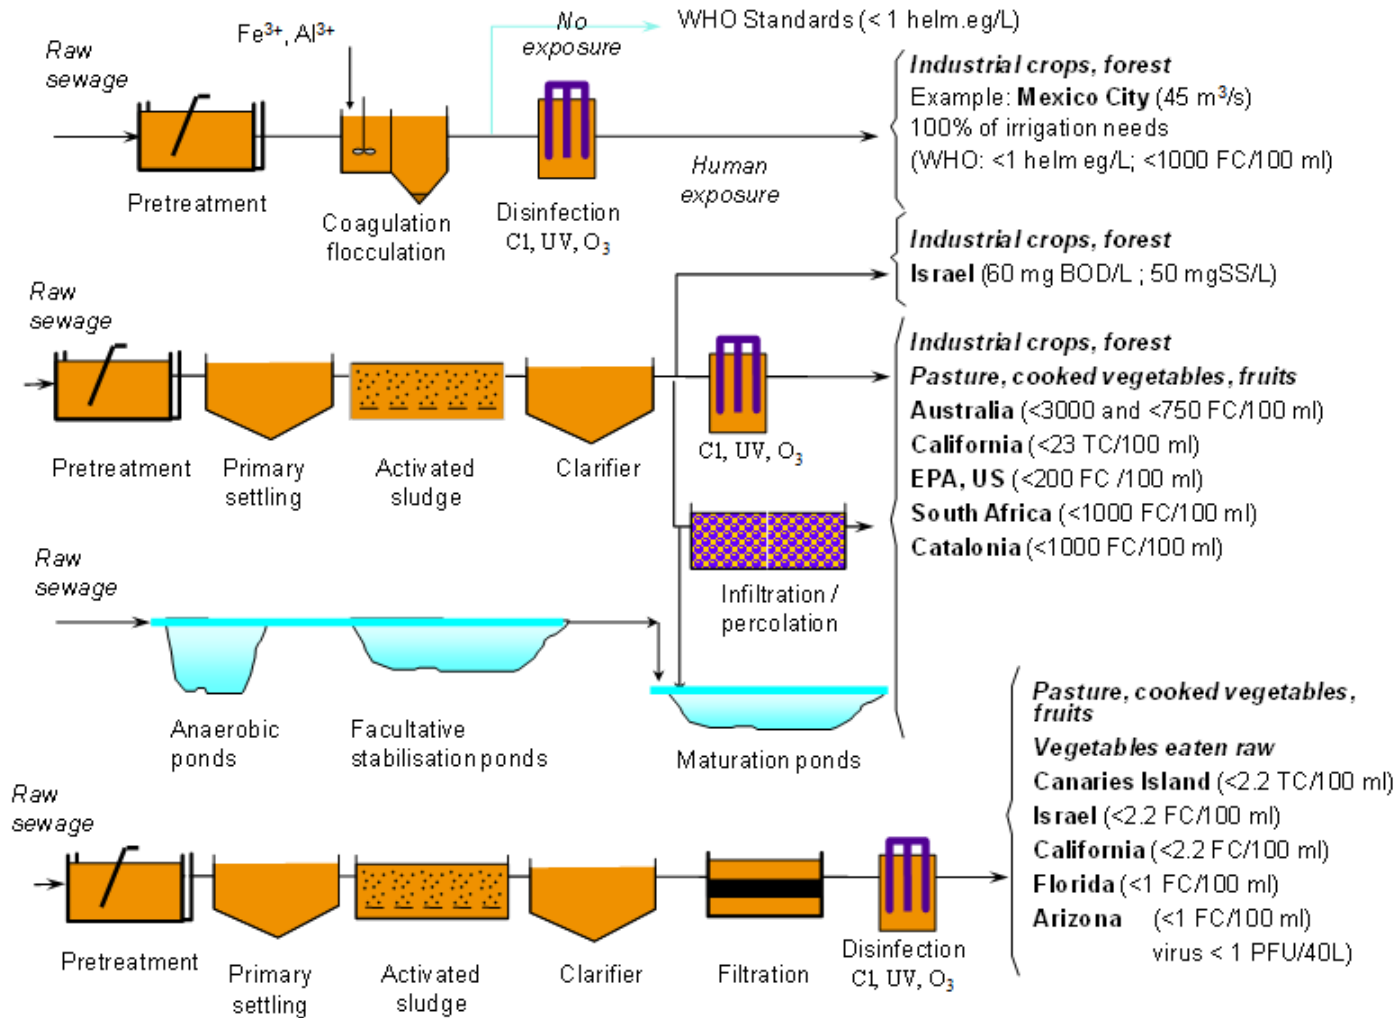 WHO Standards (< 1 helm.eg/L)
No
exposure
Fe3+, Al3+
Raw
sewage
Pretreatment
Coagulation
flocculation
Disinfection
Cl, UV, O3
Human
exposure
Industrial crops, forest
Example: Mexico City (45 m3/s)
100% of irrigation needs
(WHO: <1 helm eg/L; <1000 FC/100 ml)
Industrial crops, forest
Israel (60 mg BOD/L ; 50 mgSS/L)
Raw
sewage
Pretreatment
Primary
settling
Activated
sludge
Clarifier
Cl, UV, O3
Infiltration /
percolation
Industrial crops, forest
Pasture, cooked vegetables, fruits
Australia (<3000 and <750 FC/100 ml)
California (<23 TC/100 ml)
EPA, US (<200 FC /100 ml)
South Africa (<1000 FC/100 ml)
Catalonia (<1000 FC/100 ml)
Raw
sewage
Anaerobic
ponds
Facultative
stabilisation ponds
Maturation ponds
Raw
sewage
Pretreatment
Primary
settling
Activated
sludge
Clarifier
Filtration
Disinfection
Cl, UV, O3
Pasture, cooked vegetables,
fruits
Vegetables eaten raw
Canaries Island (<2.2 TC/100 ml)
Israel (<2.2 FC/100 ml)
California (<2.2 FC/100 ml)
Florida (<1 FC/100 ml)
Arizona (<1 FC/100 ml)
virus < 1 PFU/40L)